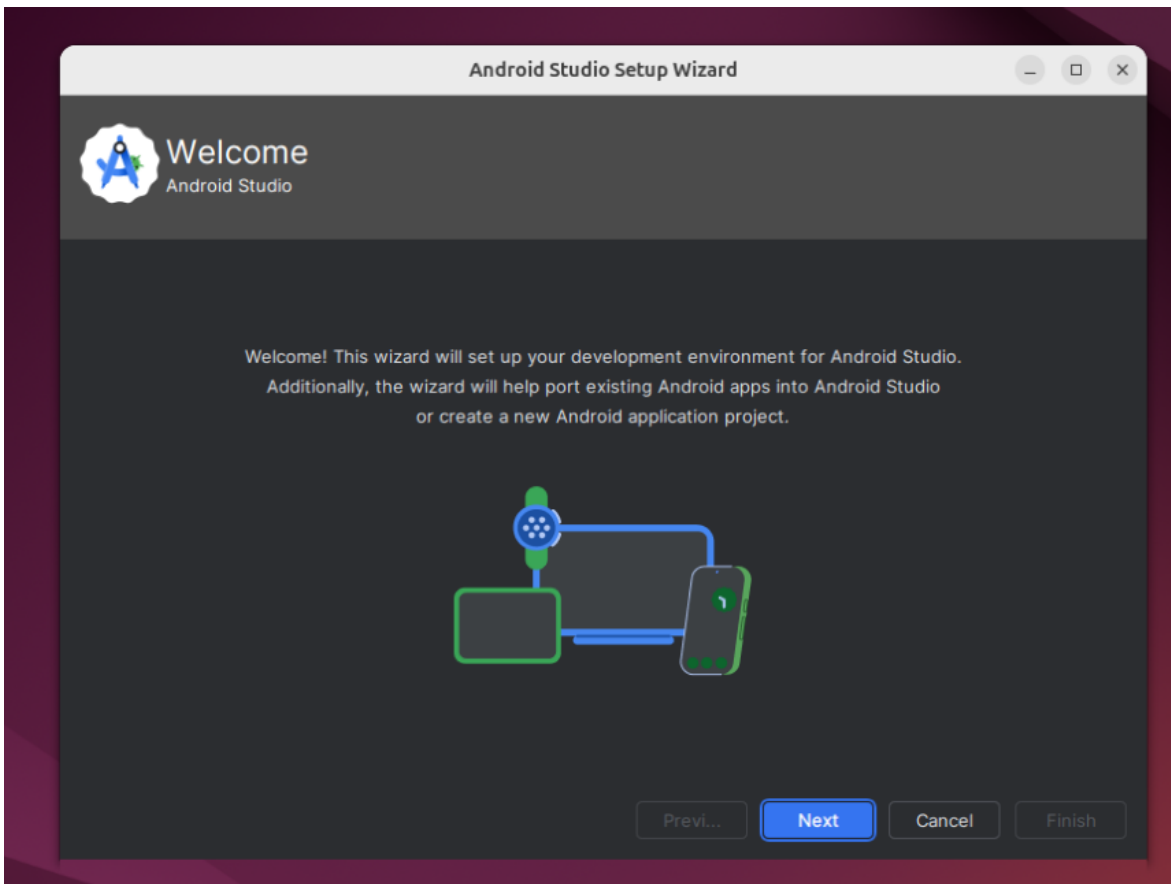 Android Studio Setup Wizard
Welcome
Android Studio
Welcome! This wizard will set up your development environment for Android Studio.
Additionally, the wizard will help port existing Android apps into Android Studio
or create a new Android application project.
Previ... Next Cancel Finish